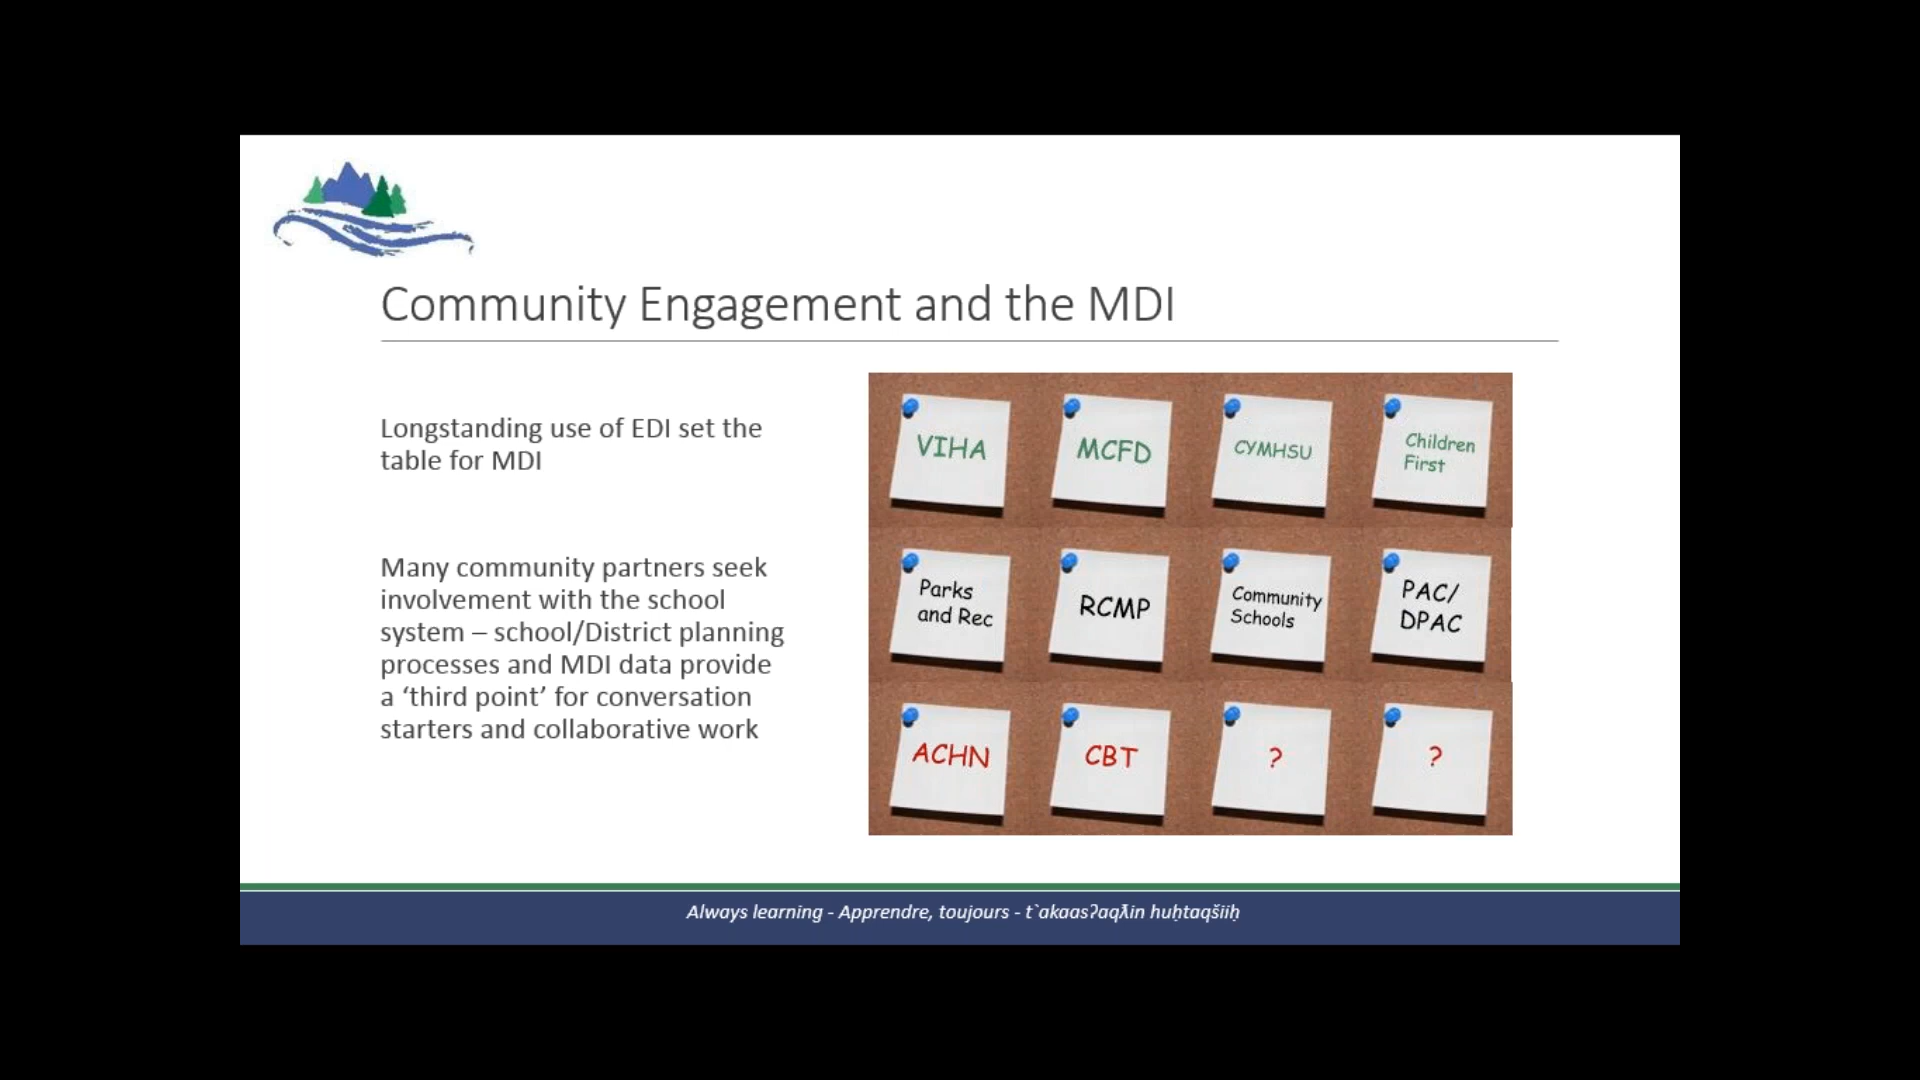 Community Engagement and the MDI
Longstanding use of EDI set the
table for MDI
Many community partners seek
involvement with the school
system – school/District planning
processes and MDI data provide
a ‘third point’ for conversation
starters and collaborative work
VIHA
MCFD
CYMHSU
Children
First
Parks
and Rec
RCMP
Community
Schools
PAC/
DPAC
ACHN
CBT
?
?
Always learning - Apprendre, toujours - t`akaasʔaqƛin huḥtaqšiiḥ